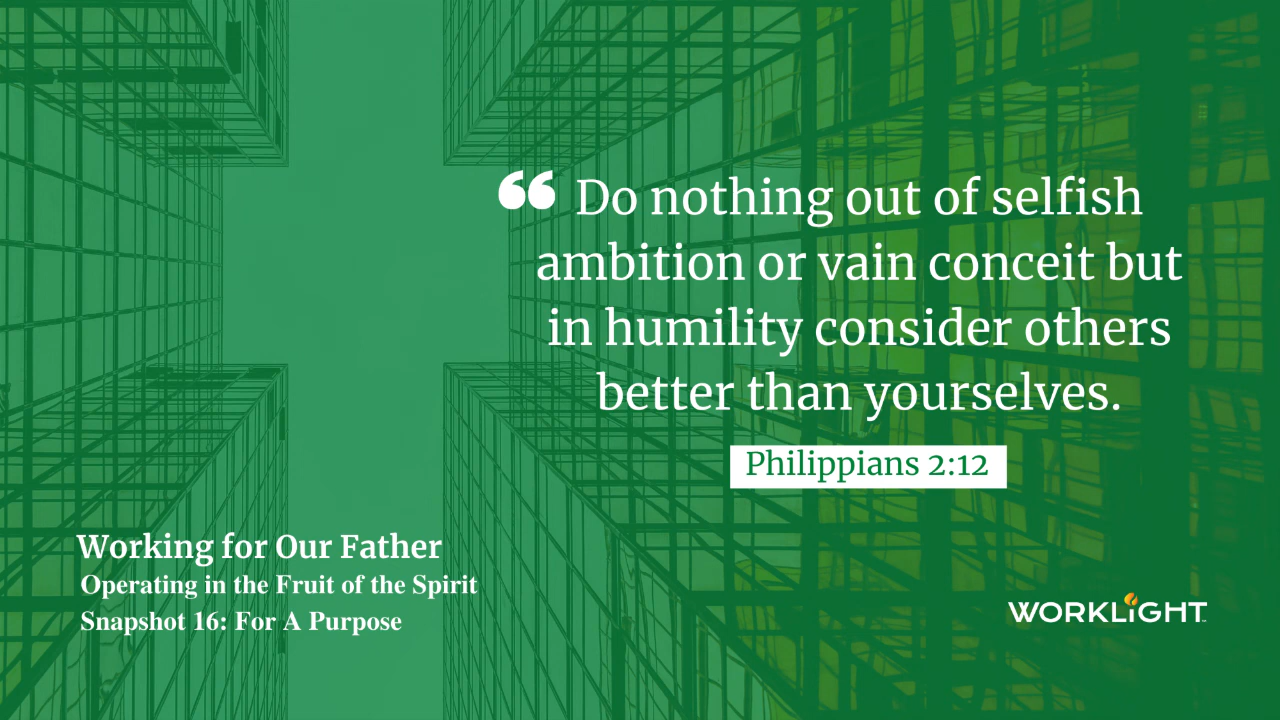 “ Do nothing out of selfish
ambition or vain conceit but
in humility consider others
better than yourselves.
Philippians 2:12
Working for Our Father
Operating in the Fruit of the Spirit
Snapshot 16: For A Purpose
WORKLiGHT